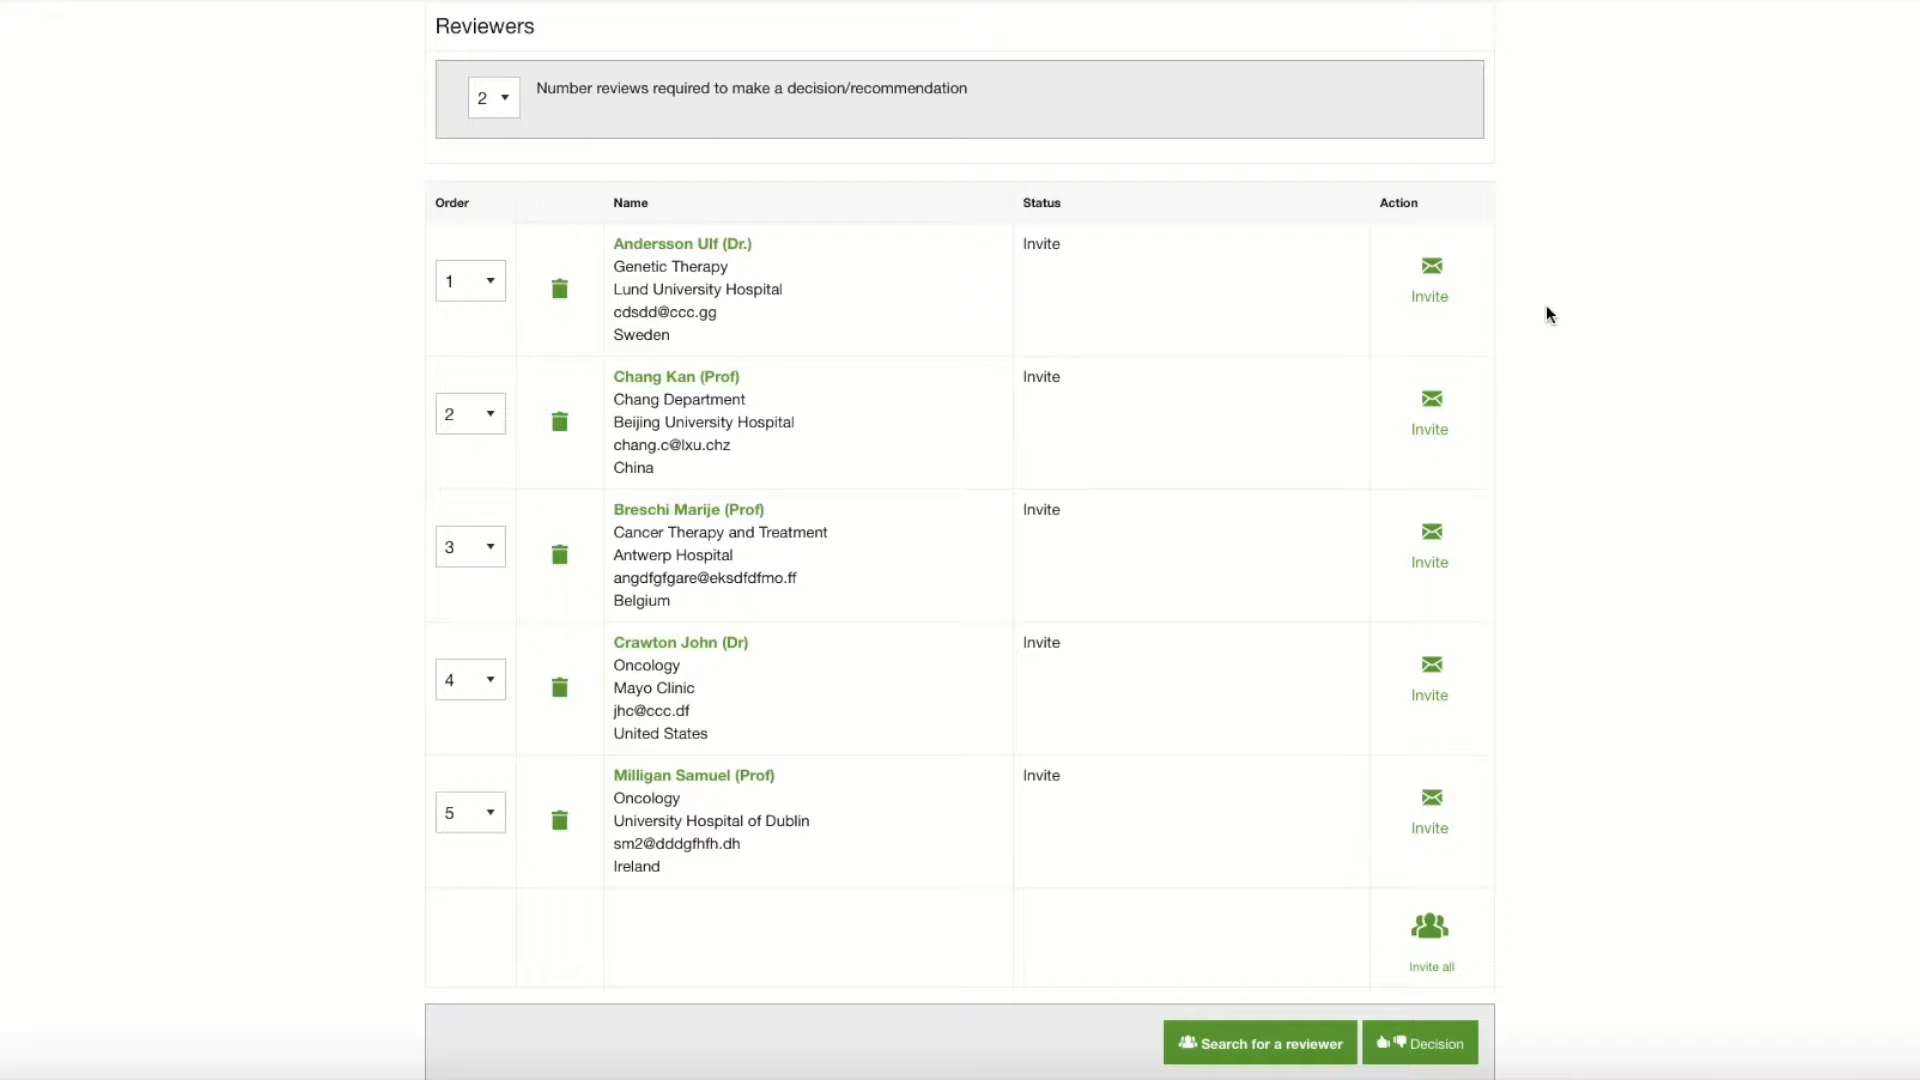 Reviewers
2 Number reviews required to make a decision/recommendation
Order Name Status Action
1
Andersson Ulf (Dr.)
Genetic Therapy
Lund University Hospital
cdsdd@ccc.gg
Sweden
Invite
Invite
2
Chang Kan (Prof)
Chang Department
Beijing University Hospital
chang.c@lxu.chz
China
Invite
Invite
3
Breschi Marije (Prof)
Cancer Therapy and Treatment
Antwerp Hospital
angdfgfgare@eksdfdfmo.ff
Belgium
Invite
Invite
4
Crawton John (Dr)
Oncology
Mayo Clinic
jhc@ccc.df
United States
Invite
Invite
5
Milligan Samuel (Prof)
Oncology
University Hospital of Dublin
sm2@dddgfhfh.dh
Ireland
Invite
Invite
Invite all
Search for a reviewer Decision